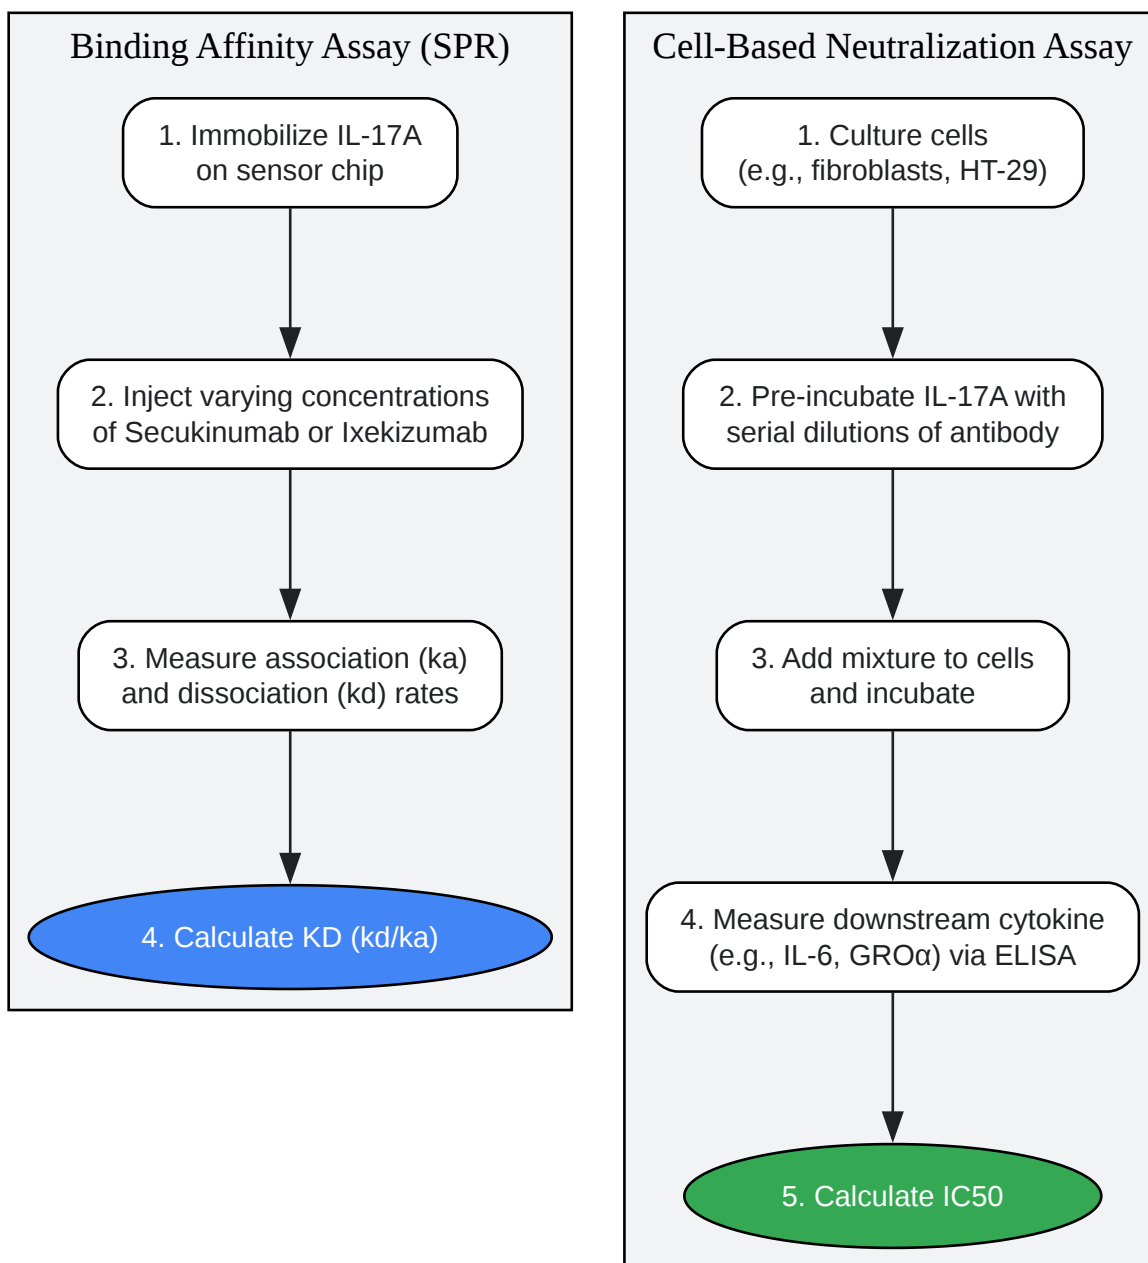 Binding Affinity Assay (SPR)
1. Immobilize IL-17A
on sensor chip
2. Inject varying concentrations
of Secukinumab or Ixekizumab
3. Measure association (ka)
and dissociation (kd) rates
4. Calculate KD (kd/ka)
Cell-Based Neutralization Assay
1. Culture cells
(e.g., fibroblasts, HT-29)
2. Pre-incubate IL-17A with
serial dilutions of antibody
3. Add mixture to cells
and incubate
4. Measure downstream cytokine
(e.g., IL-6, GROα) via ELISA
5. Calculate IC50